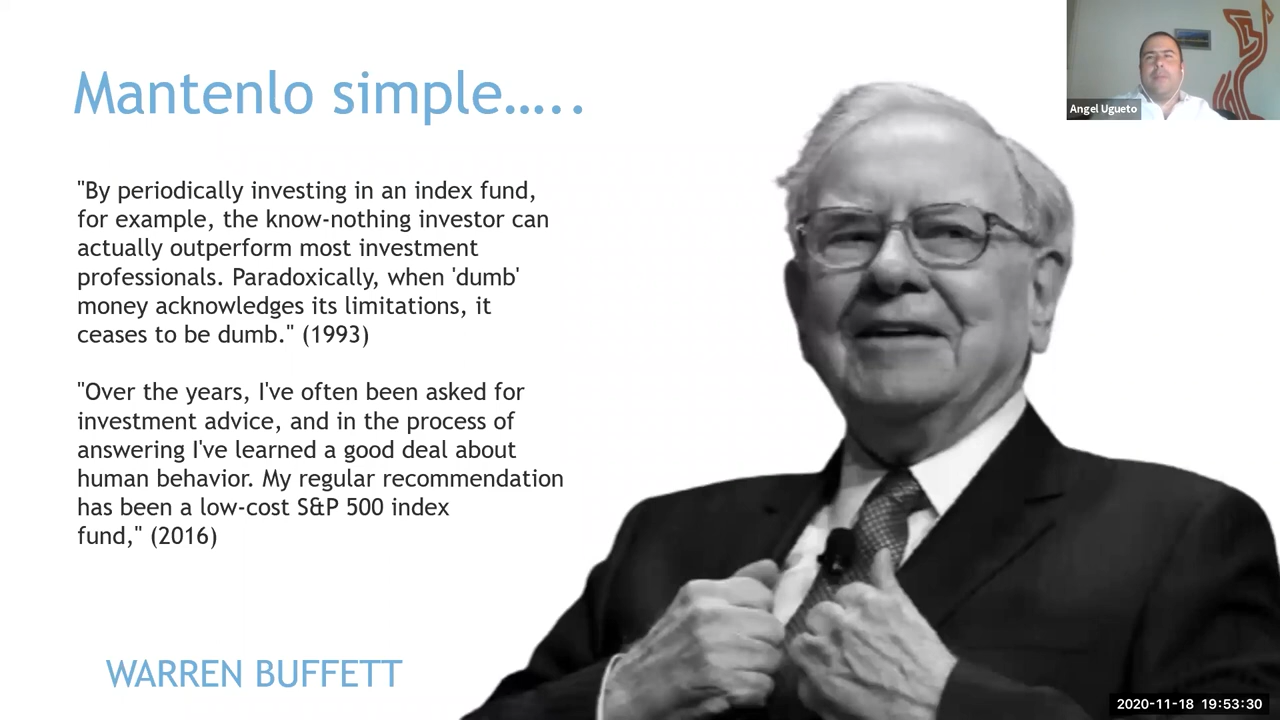 Mantenlo simple.....
Angel Ugueto
"By periodically investing in an index fund,
for example, the know-nothing investor can
actually outperform most investment
professionals. Paradoxically, when 'dumb'
money acknowledges its limitations, it
ceases to be dumb." (1993)
"Over the years, I've often been asked for
investment advice, and in the process of
answering I've learned a good deal about
human behavior. My regular recommendation
has been a low-cost S&P 500 index
fund," (2016)
WARREN BUFFETT
2020-11-18 19:53:30